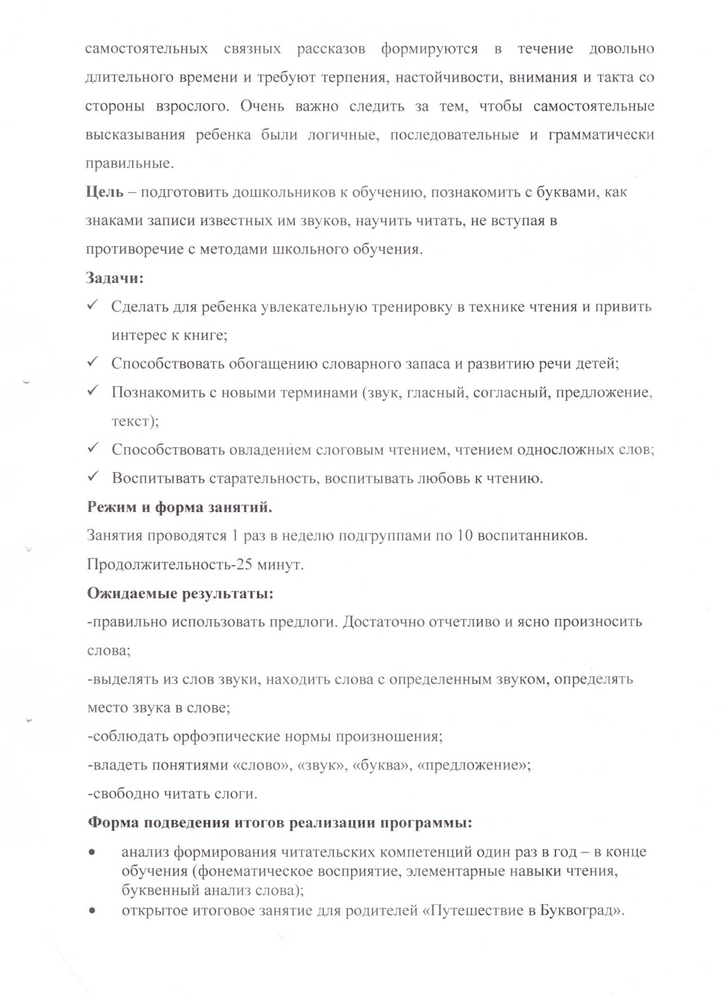 самостоятельных связных рассказов формируются в течение довольно
длительного времени и требуют терпения, настойчивости, внимания и такта со
стороны взрослого. Очень важно следить за тем, чтобы самостоятельные
высказывания ребенка были логичные, последовательные и грамматически
правильные.
Цель – подготовить дошкольников к обучению, познакомить с буквами, как
знаками записи известных им звуков, научить читать, не вступая в
противоречие с методами школьного обучения.
Задачи:
✓ Сделать для ребенка увлекательную тренировку в технике чтения и привить
интерес к книге;
✓ Способствовать обогащению словарного запаса и развитию речи детей;
✓ Познакомить с новыми терминами (звук, гласный, согласный, предложение,
текст);
✓ Способствовать овладением слоговым чтением, чтением односложных слов;
✓ Воспитывать старательность, воспитывать любовь к чтению.
Режим и форма занятий.
Занятия проводятся 1 раз в неделю подгруппами по 10 воспитанников.
Продолжительность-25 минут.
Ожидаемые результаты:
-правильно использовать предлоги. Достаточно отчетливо и ясно произносить
слова;
-выделять из слов звуки, находить слова с определенным звуком, определять
место звука в слове;
-соблюдать орфоэпические нормы произношения;
-владеть понятиями «слово», «звук», «буква», «предложение»;
-свободно читать слоги.
Форма подведения итогов реализации программы:
• анализ формирования читательских компетенций один раз в год – в конце
обучения (фонематическое восприятие, элементарные навыки чтения,
буквенный анализ слова);
• открытое итоговое занятие для родителей «Путешествие в Буквоград».